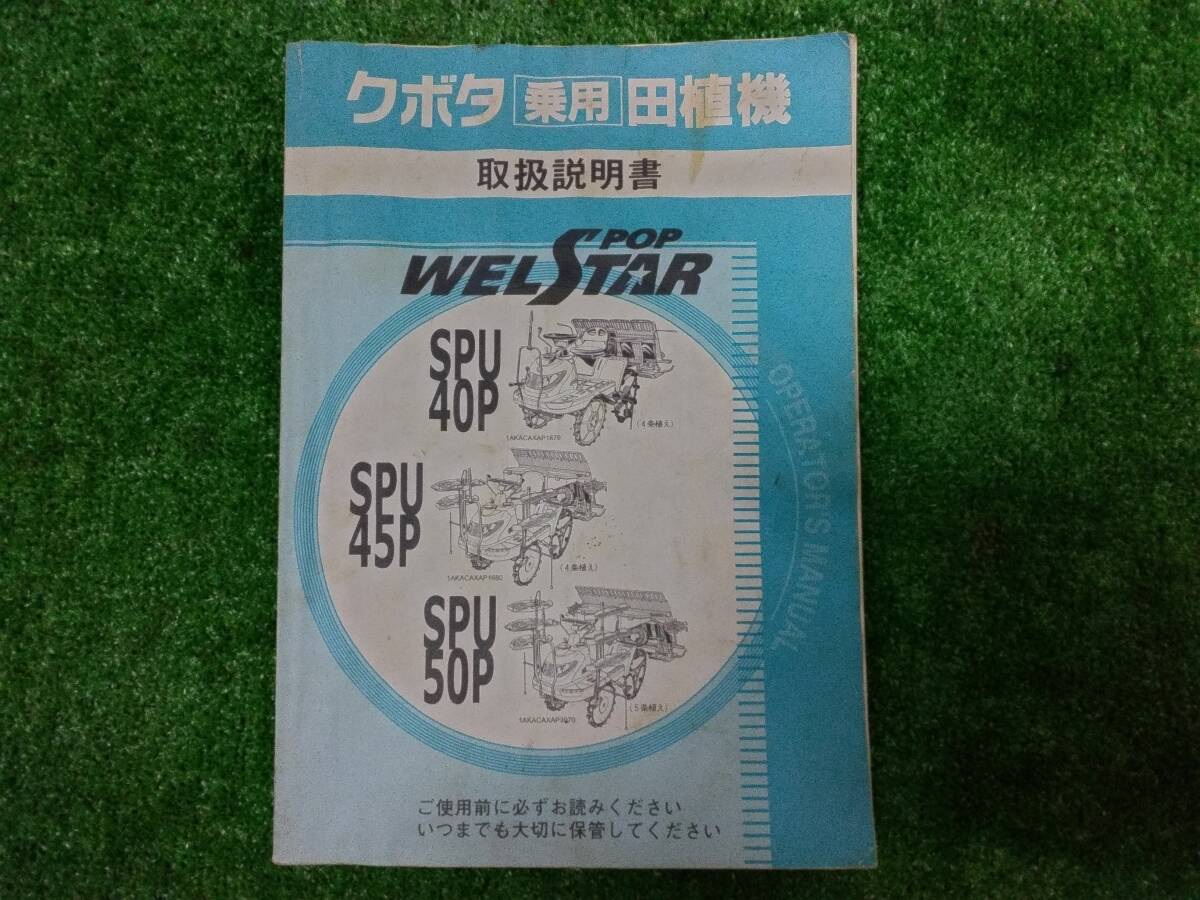 クボタ 乗用 田植機
取扱説明書
POP
WELSTAR
SPU
40P
1AKACAXAP1670
(4条植え)
SPU
45P
1AKACAXAP1680
(4条植え)
SPU
50P
1AKACAXAP3970
(5条植え)
OPERATOR'S MANUAL
ご使用前に必ずお読みください
いつまでも大切に保管してください